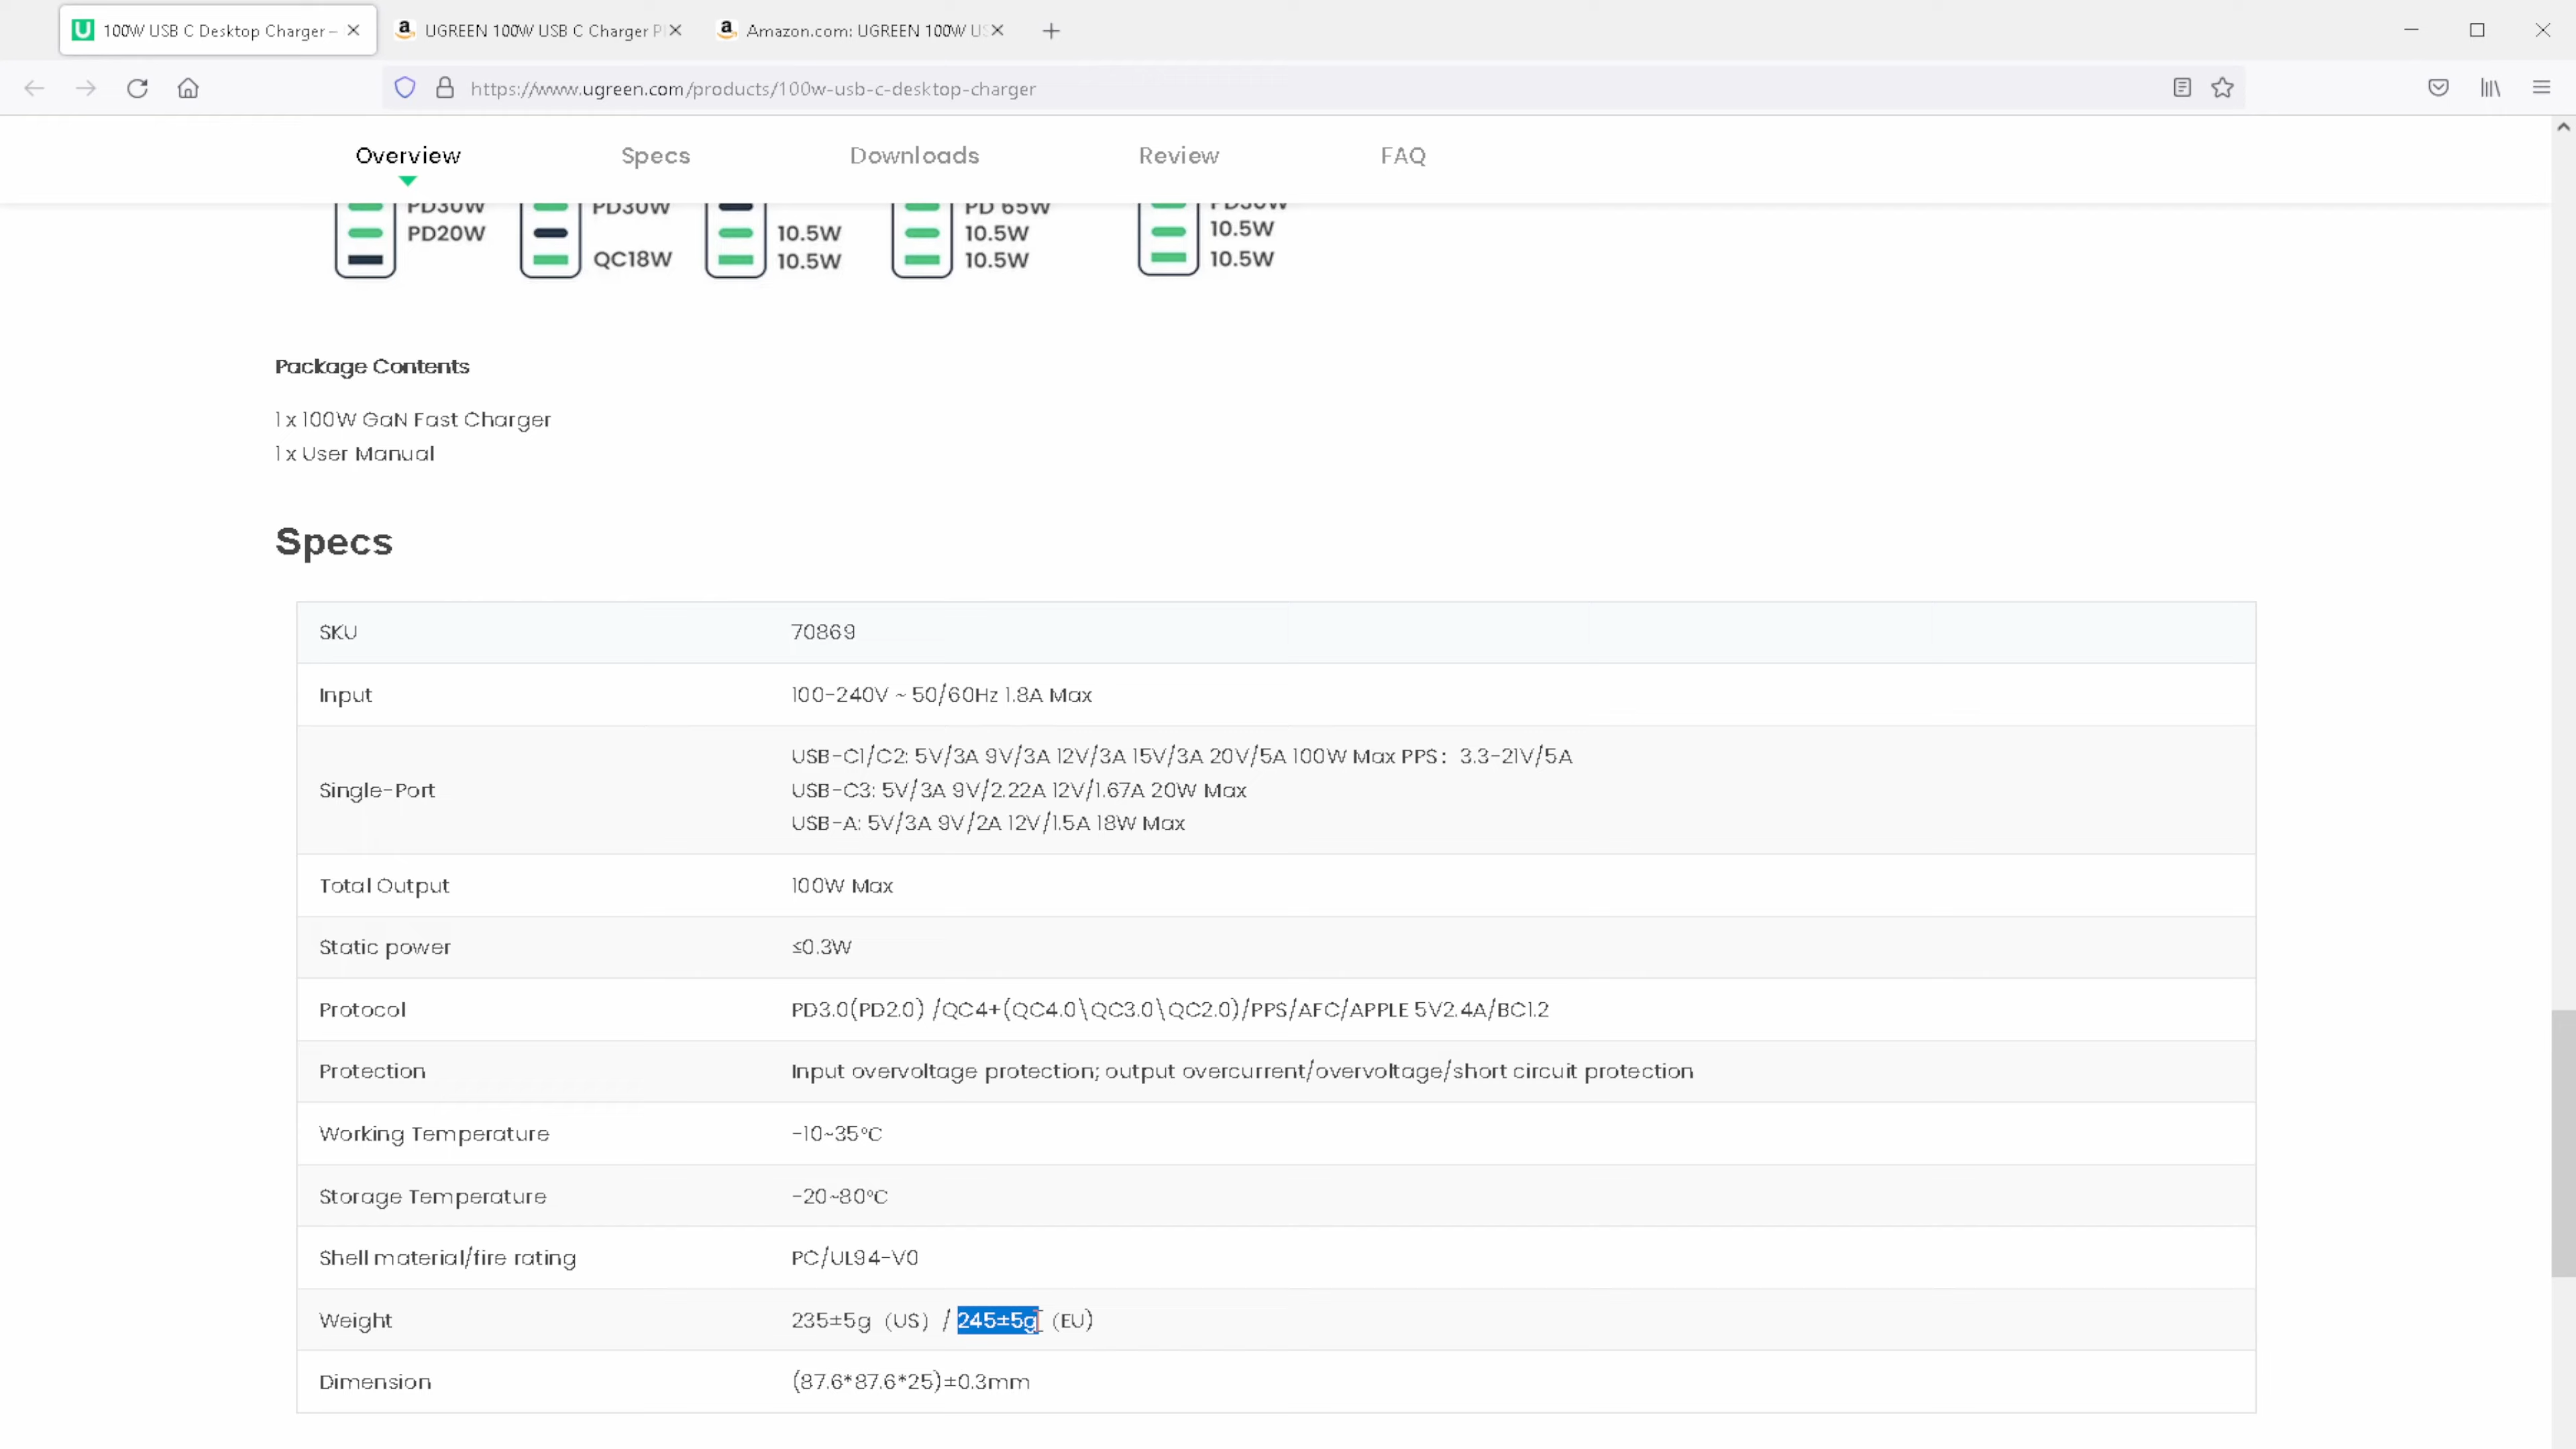 100W USB C Desktop Charger –
UGREEN 100W USB C Charger Pl
Amazon.com: UGREEN 100W US
https://www.ugreen.com/products/100w-usb-c-desktop-charger
Overview
Specs
Downloads
Review
FAQ
PD30W PD30W PD 65W PD30W
PD20W 10.5W 10.5W 10.5W
QC18W 10.5W 10.5W 10.5W
Package Contents
1 x 100W GaN Fast Charger
1 x User Manual
Specs
SKU 70869
Input 100-240V ~ 50/60Hz 1.8A Max
Single-Port
USB-C1/C2: 5V/3A 9V/3A 12V/3A 15V/3A 20V/5A 100W Max PPS: 3.3-21V/5A
USB-C3: 5V/3A 9V/2.22A 12V/1.67A 20W Max
USB-A: 5V/3A 9V/2A 12V/1.5A 18W Max
Total Output 100W Max
Static power ≤0.3W
Protocol PD3.0(PD2.0) /QC4+(QC4.0\QC3.0\QC2.0)/PPS/AFC/APPLE 5V2.4A/BC1.2
Protection Input overvoltage protection; output overcurrent/overvoltage/short circuit protection
Working Temperature -10~35℃
Storage Temperature -20~80℃
Shell material/fire rating PC/UL94-V0
Weight 235±5g (US) / 245±5g (EU)
Dimension (87.6*87.6*25)±0.3mm